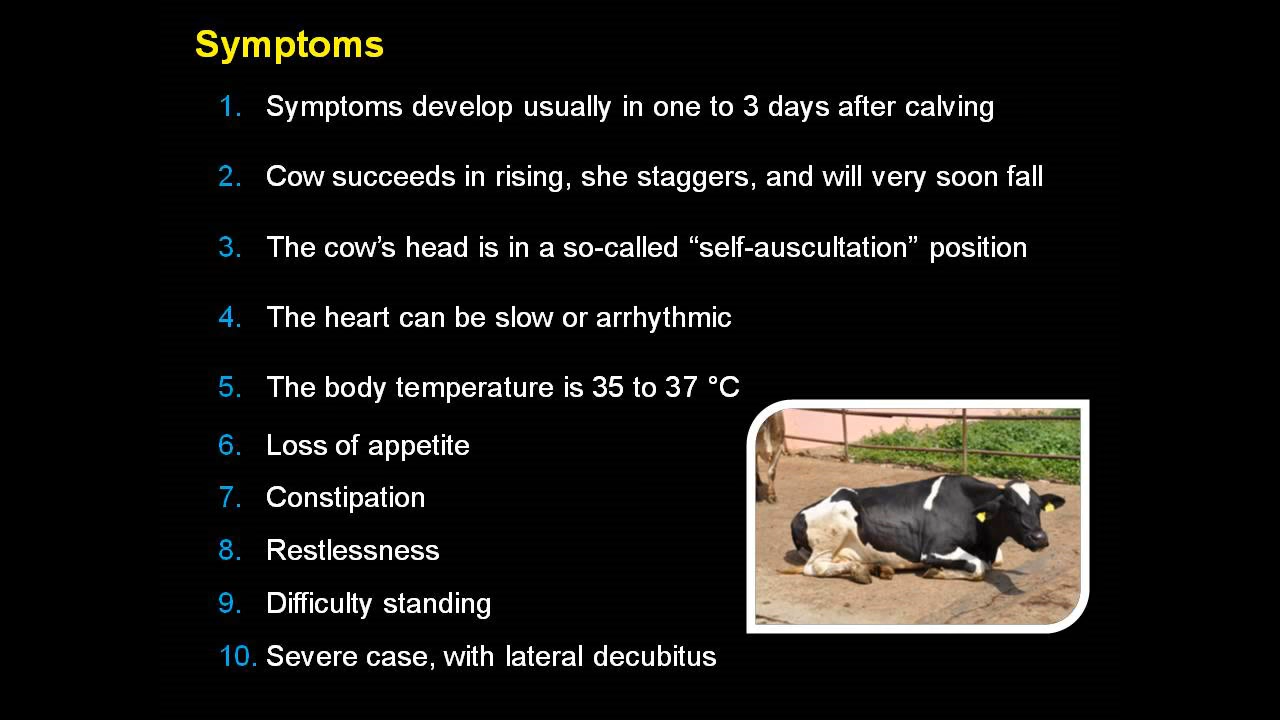 Symptoms
1. Symptoms develop usually in one to 3 days after calving
2. Cow succeeds in rising, she staggers, and will very soon fall
3. The cow’s head is in a so-called “self-auscultation” position
4. The heart can be slow or arrhythmic
5. The body temperature is 35 to 37 °C
6. Loss of appetite
7. Constipation
8. Restlessness
9. Difficulty standing
10. Severe case, with lateral decubitus